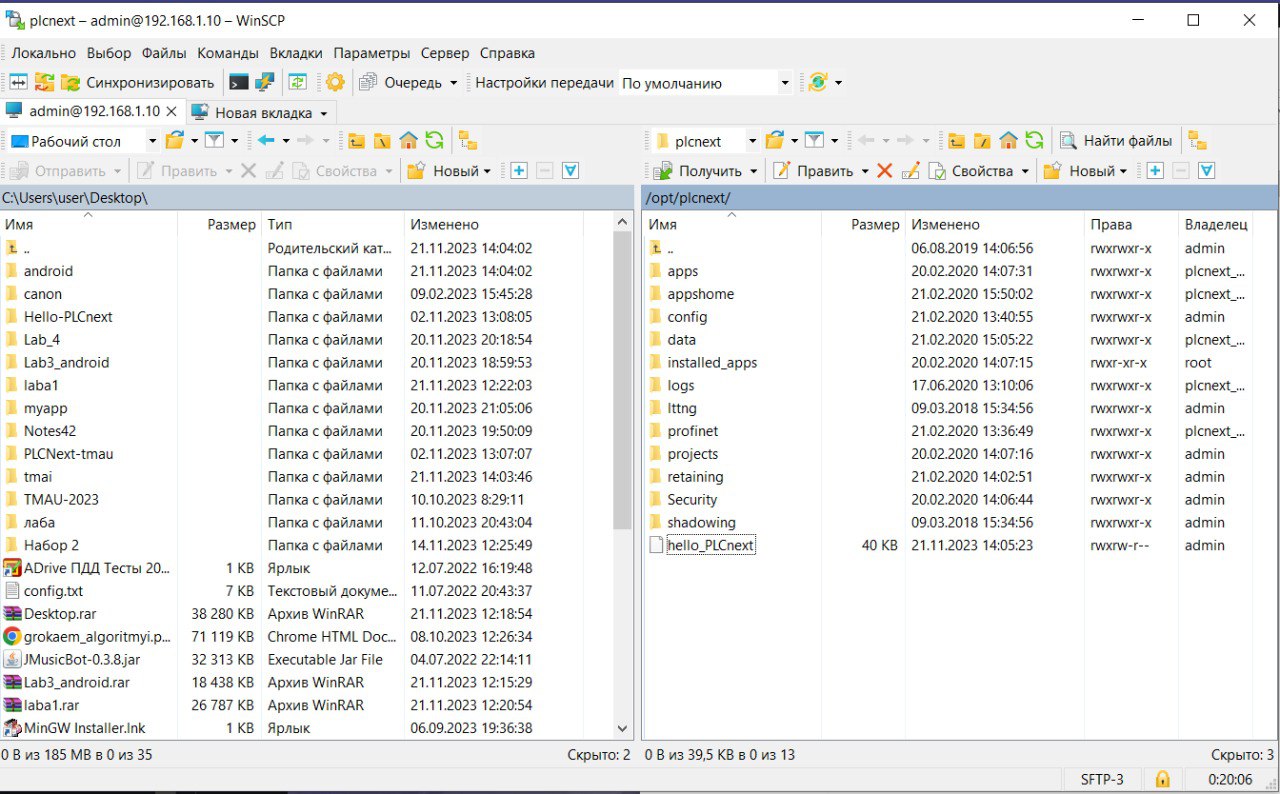 plcnext – admin@192.168.1.10 – WinSCP
Локально Выбор Файлы Команды Вкладки Параметры Сервер Справка
Синхронизировать Очередь Настройки передачи По умолчанию
admin@192.168.1.10 Новая вкладка
Рабочий стол
Отправить Править Свойства Новый
C:\Users\user\Desktop\
Имя Размер Тип Изменено
.. Родительский кат... 21.11.2023 14:04:02
android Папка с файлами 21.11.2023 14:04:02
canon Папка с файлами 09.02.2023 15:45:28
Hello-PLCnext Папка с файлами 02.11.2023 13:08:05
Lab_4 Папка с файлами 20.11.2023 20:18:54
Lab3_android Папка с файлами 20.11.2023 18:59:53
laba1 Папка с файлами 21.11.2023 12:22:03
myapp Папка с файлами 20.11.2023 21:05:06
Notes42 Папка с файлами 20.11.2023 19:50:09
PLCNext-tmau Папка с файлами 02.11.2023 13:07:07
tmai Папка с файлами 21.11.2023 14:03:46
TMAU-2023 Папка с файлами 10.10.2023 8:29:11
лаба Папка с файлами 11.10.2023 20:43:04
Набор 2 Папка с файлами 14.11.2023 12:25:49
ADrive ПДД Тесты 20... 1 KB Ярлык 12.07.2022 16:19:48
config.txt 7 KB Текстовый докуме... 11.07.2022 20:43:37
Desktop.rar 38 280 KB Архив WinRAR 21.11.2023 12:18:54
grokaem_algoritmyi.p... 71 119 KB Chrome HTML Doc... 08.10.2023 12:26:34
JMusicBot-0.3.8.jar 32 313 KB Executable Jar File 04.07.2022 22:14:11
Lab3_android.rar 18 438 KB Архив WinRAR 21.11.2023 12:15:29
laba1.rar 26 787 KB Архив WinRAR 21.11.2023 12:20:54
MinGW Installer.lnk 1 KB Ярлык 06.09.2023 19:36:38
0 B из 185 MB в 0 из 35 Скрыто: 2
plcnext Найти файлы
Получить Править Свойства Новый
/opt/plcnext/
Имя Размер Изменено Права Владелец
.. 06.08.2019 14:06:56 rwxrwxr-x admin
apps 20.02.2020 14:07:31 rwxrwxr-x plcnext_...
appshome 21.02.2020 15:50:02 rwxrwxr-x plcnext_...
config 21.02.2020 13:40:55 rwxrwxr-x admin
data 21.02.2020 15:05:22 rwxrwxr-x plcnext_...
installed_apps 20.02.2020 14:07:15 rwxr-xr-x root
logs 17.06.2020 13:10:06 rwxrwxr-x plcnext_...
lttng 09.03.2018 15:34:56 rwxrwxr-x admin
profinet 21.02.2020 13:36:49 rwxrwxr-x plcnext_...
projects 20.02.2020 14:07:16 rwxrwxr-x admin
retaining 21.02.2020 14:02:51 rwxrwxr-x admin
Security 20.02.2020 14:06:44 rwxrwxr-x admin
shadowing 09.03.2018 15:34:56 rwxrwxr-x admin
hello_PLCnext 40 KB 21.11.2023 14:05:23 rwxrw-r-- admin
0 B из 39,5 KB в 0 из 13 Скрыто: 3
SFTP-3 0:20:06